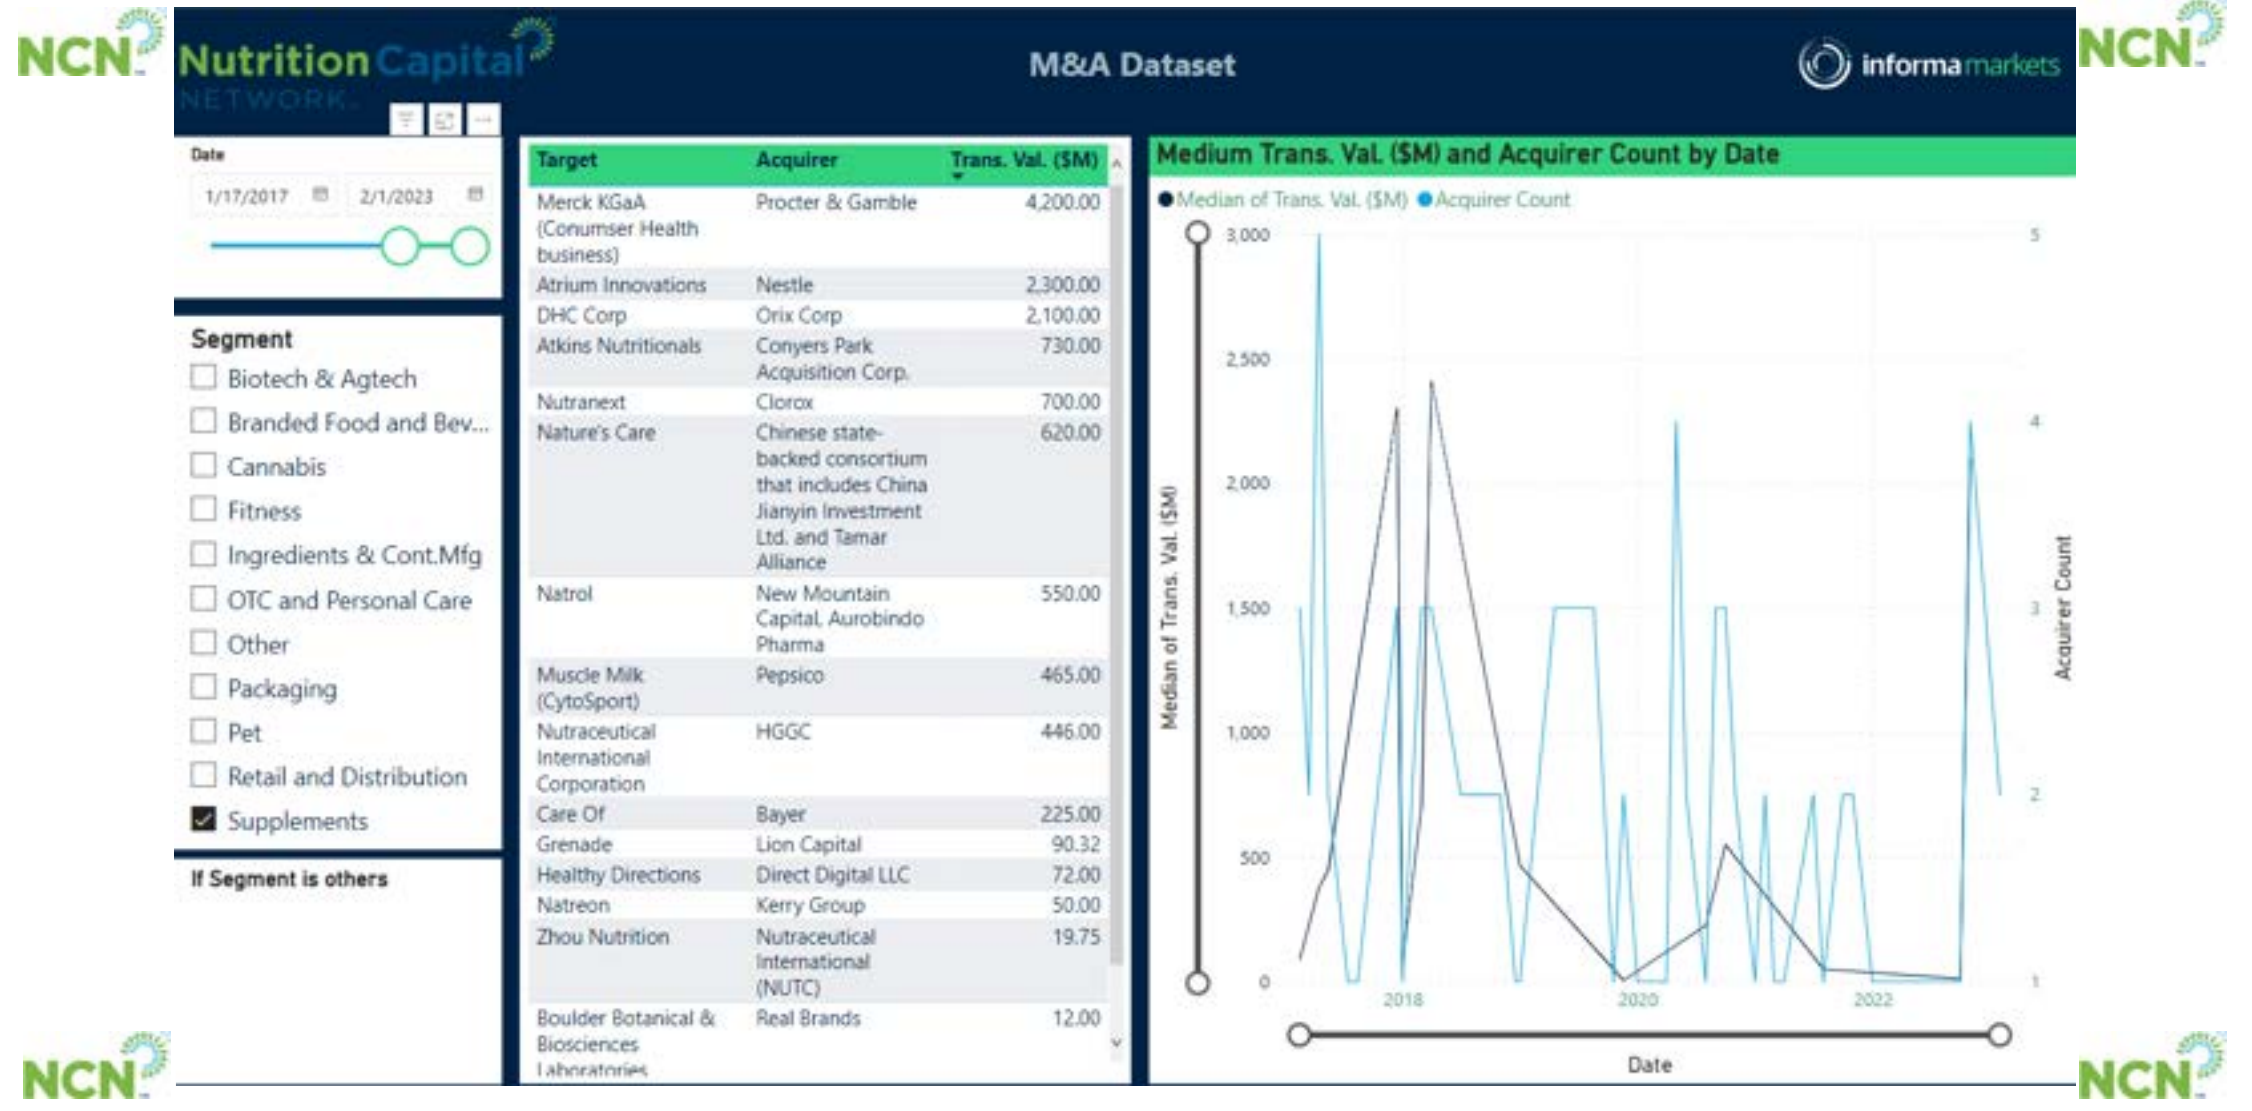 NCN
Nutrition Capital
NETWORK
M&A Dataset
informa markets
NCN
Date
1/17/2017
2/1/2023
Segment
Biotech & Agtech
Branded Food and Bev...
Cannabis
Fitness
Ingredients & Cont.Mfg
OTC and Personal Care
Other
Packaging
Pet
Retail and Distribution
Supplements
If Segment is others
Target Acquirer Trans. Val. ($M)
Merck KGaA Procter & Gamble 4,200.00
(Conumser Health
business)
Atrium Innovations Nestle 2,300.00
DHC Corp Orix Corp 2,100.00
Atkins Nutritionals Conyers Park 730.00
Acquisition Corp.
Nutranext Clorox 700.00
Nature's Care Chinese state- 620.00
backed consortium
that includes China
Jianyin Investment
Ltd. and Tamar
Alliance
Natrol New Mountain 550.00
Capital, Aurobindo
Pharma
Muscle Milk Pepsico 465.00
(CytoSport)
Nutraceutical HGGC 446.00
International
Corporation
Care Of Bayer 225.00
Grenade Lion Capital 90.32
Healthy Directions Direct Digital LLC 72.00
Natreon Kerry Group 50.00
Zhou Nutrition Nutraceutical 19.75
International
(NUTC)
Boulder Botanical & Real Brands 12.00
Biosciences
Laboratories
Medium Trans. Val. ($M) and Acquirer Count by Date
Median of Trans. Val. ($M) Acquirer Count
3,000 5
2,500
4
2,000
1,500 3
1,000
2
500
0 1
Median of Trans. Val. ($M)
Acquirer Count
2018 2020 2022
Date
NCN
NCN